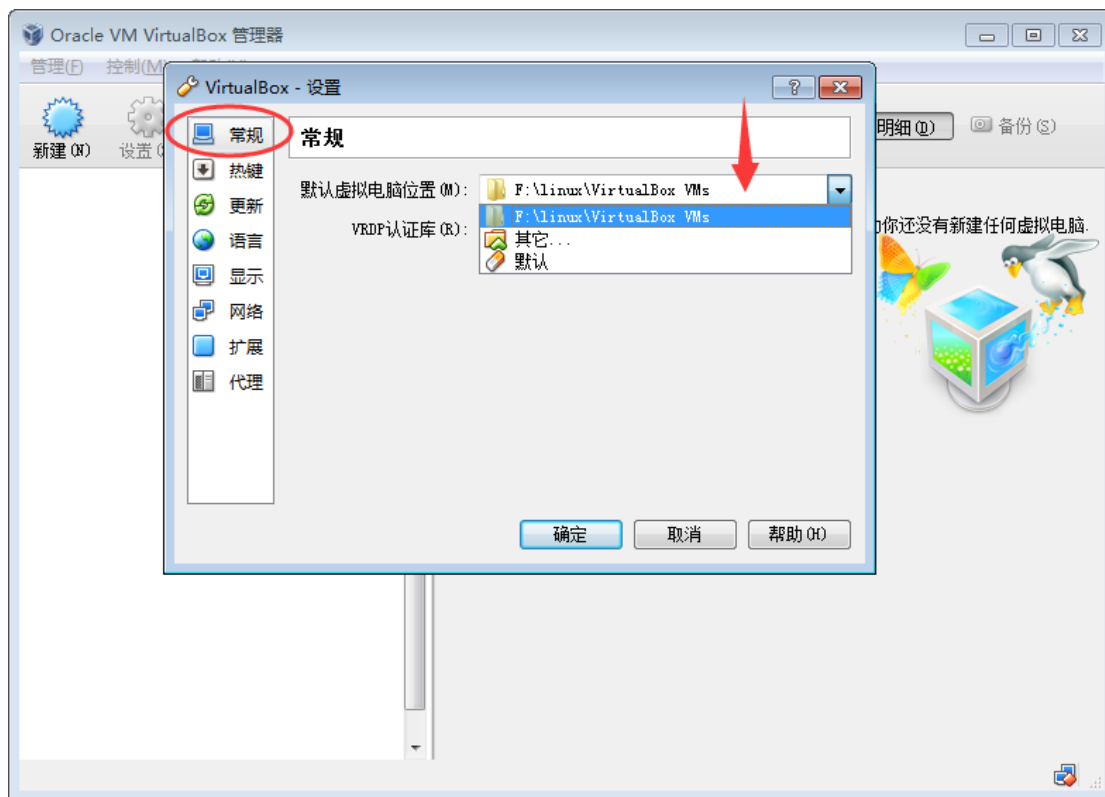 Oracle VM VirtualBox 管理器
管理(F) 控制(M)
VirtualBox - 设置
新建(N)
设置
明细(D)
备份(S)
常规
热键
更新
语言
显示
网络
扩展
代理
常规
默认虚拟电脑位置(M): F:\linux\VirtualBox VMs
VRDP认证库(R):
F:\linux\VirtualBox VMs
其它...
默认
你还没有新建任何虚拟电脑.
确定 取消 帮助(H)